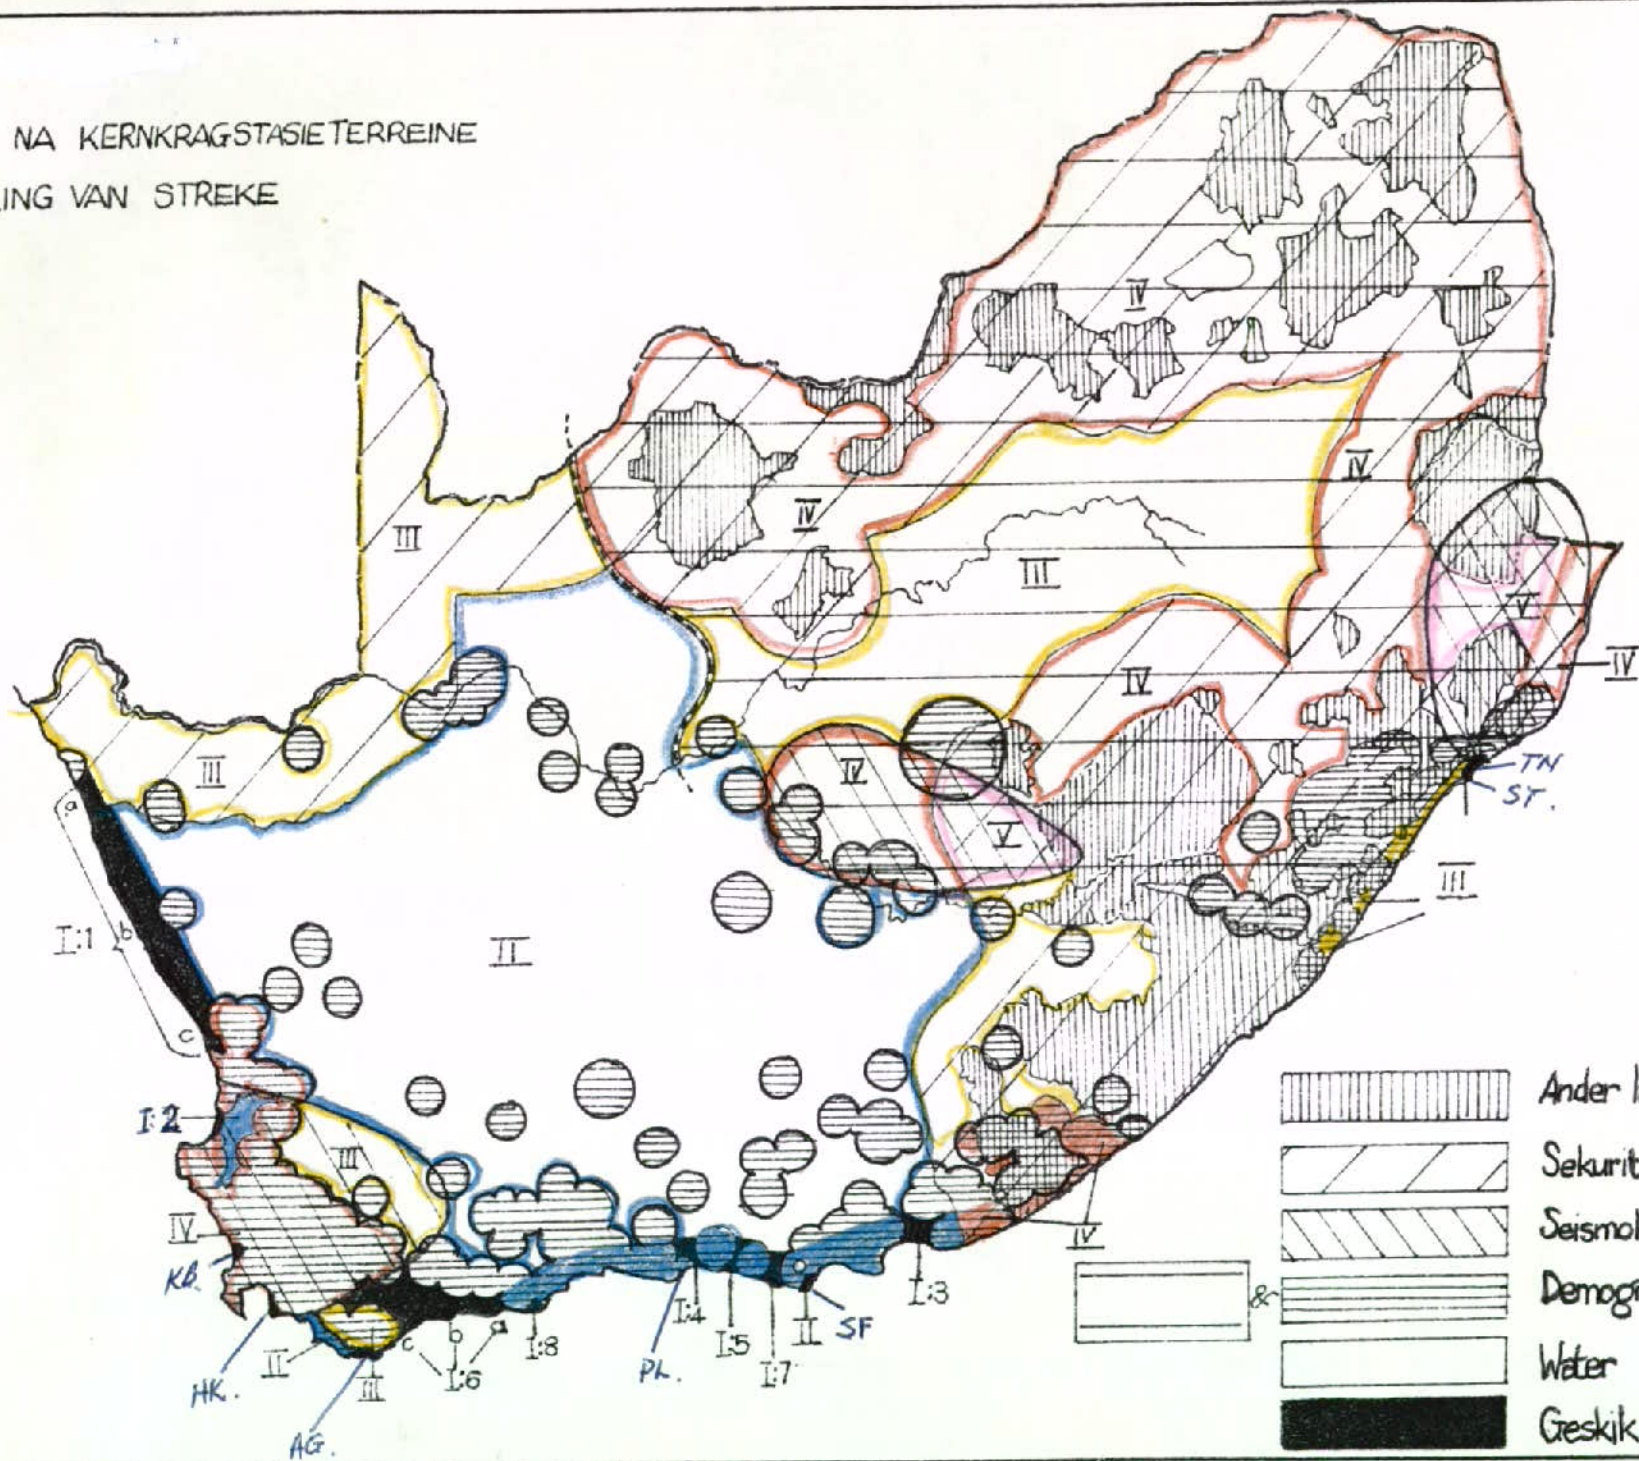 NA KERNKRAGSTASIETERREINE
ING VAN STREKE
IV
IV
IV
III
III
V
IV
IV
III
IV
V
TN
ST.
III
a
I:1
b
c
II
I:2
III
IV
KB.
HK.
II
III
AG.
c
b
a
I:6
I:8
PL.
I:4
I:5
I:7
II
SF
I:3
IV
&
Ander
Sekurit
Seismol
Demogr
Water
Geskik